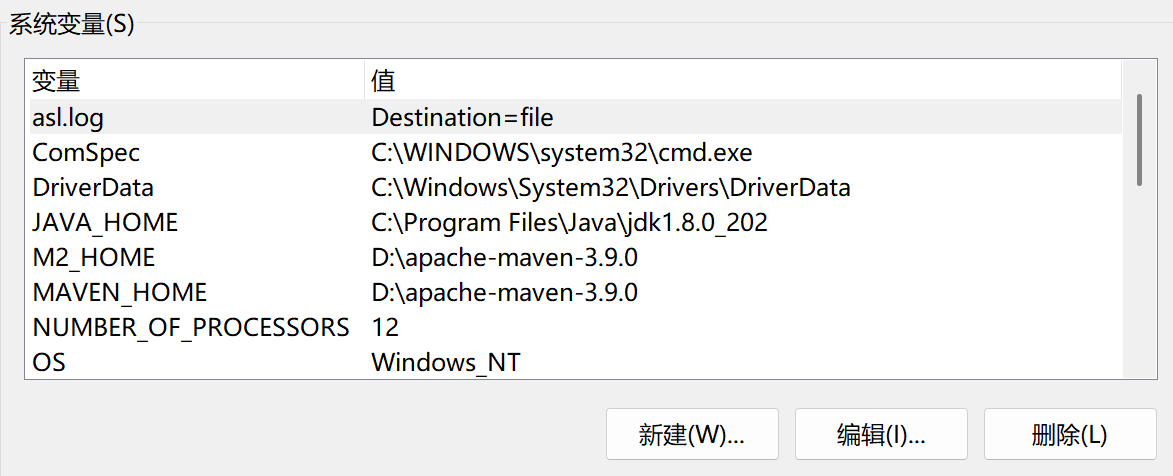 系统变量(S)
变量 值
asl.log Destination=file
ComSpec C:\WINDOWS\system32\cmd.exe
DriverData C:\Windows\System32\Drivers\DriverData
JAVA_HOME C:\Program Files\Java\jdk1.8.0_202
M2_HOME D:\apache-maven-3.9.0
MAVEN_HOME D:\apache-maven-3.9.0
NUMBER_OF_PROCESSORS 12
OS Windows_NT
新建(W)... 编辑(I)... 删除(L)